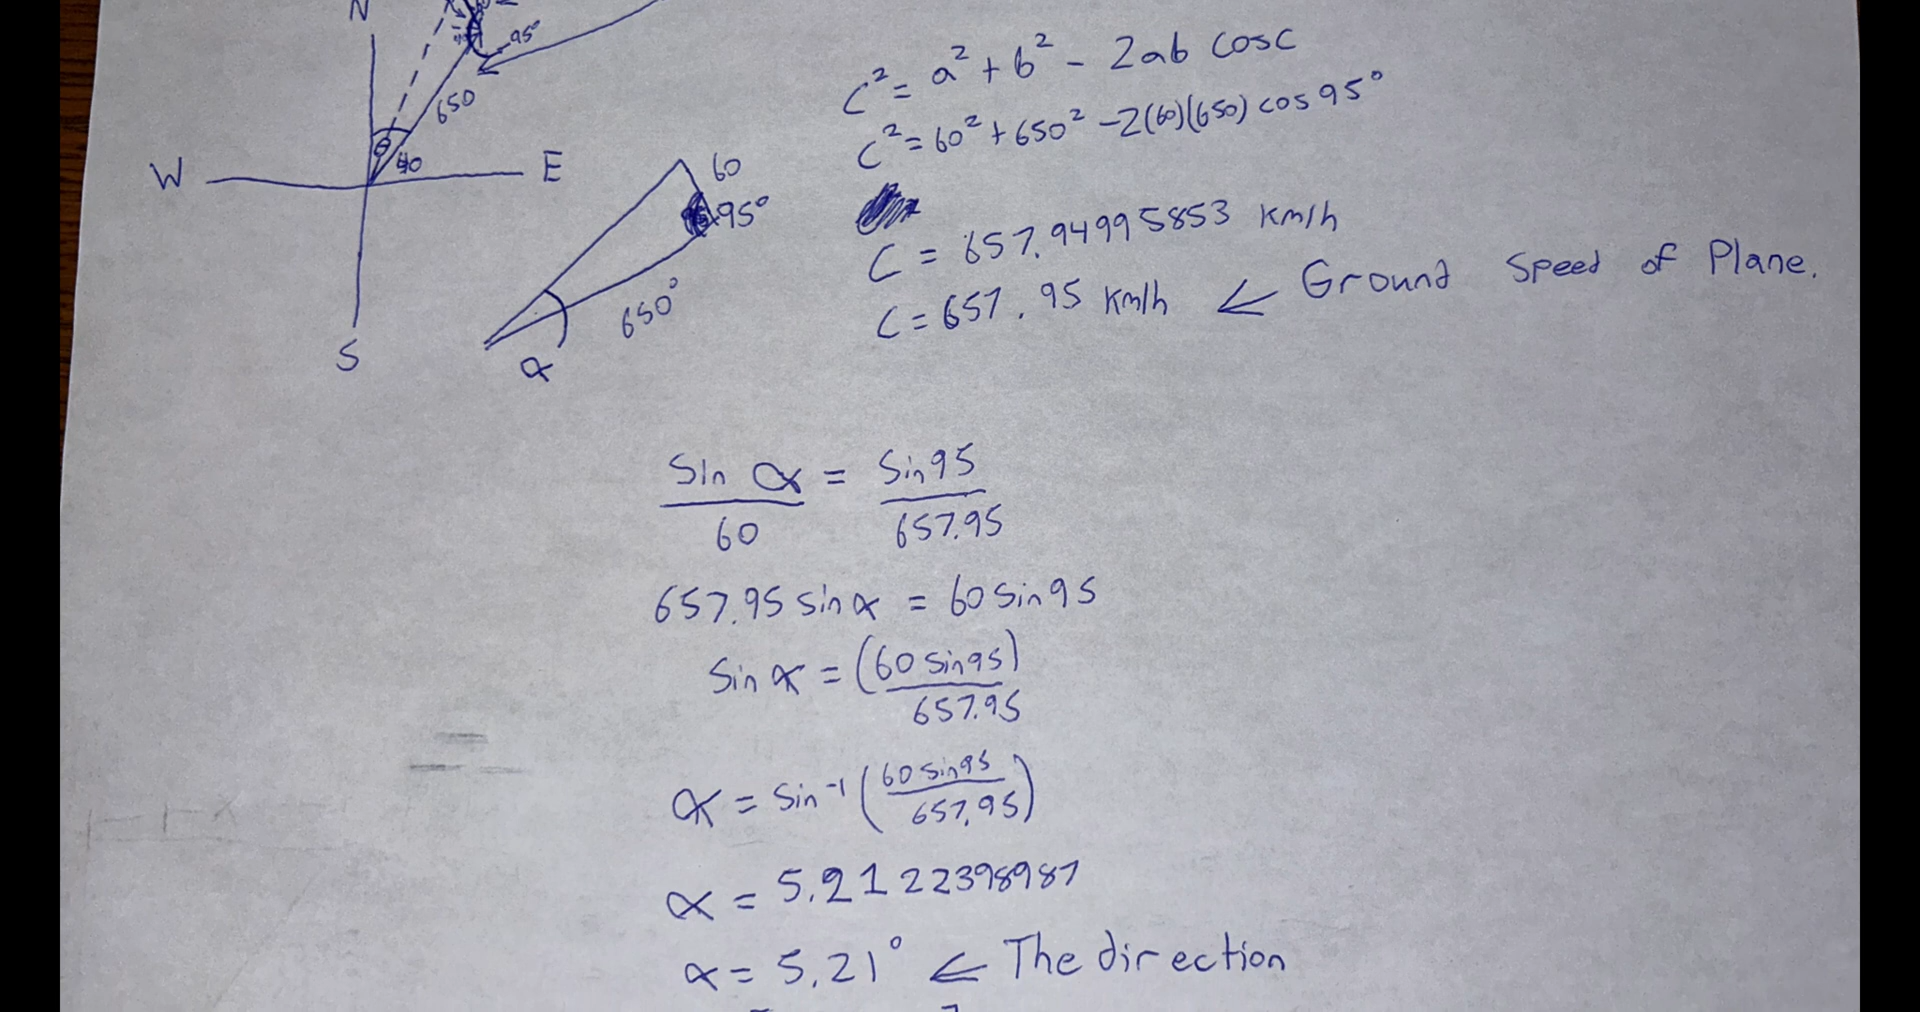 N
95°
650
θ
40
W
E
S
60
95°
650°
α
c² = a² + b² - 2ab cosc
c² = 60² + 650² - 2(60)(650) cos 95°
C = 657.94995853 km/h
C = 657.95 km/h ← Ground Speed of Plane.
Sin α / 60 = Sin95 / 657.95
657.95 sin α = 60 Sin 95
Sin α = (60 sin 95) / 657.95
α = Sin⁻¹ (60 sin 95 / 657.95)
α = 5.2122398987
α = 5.21° ← The direction